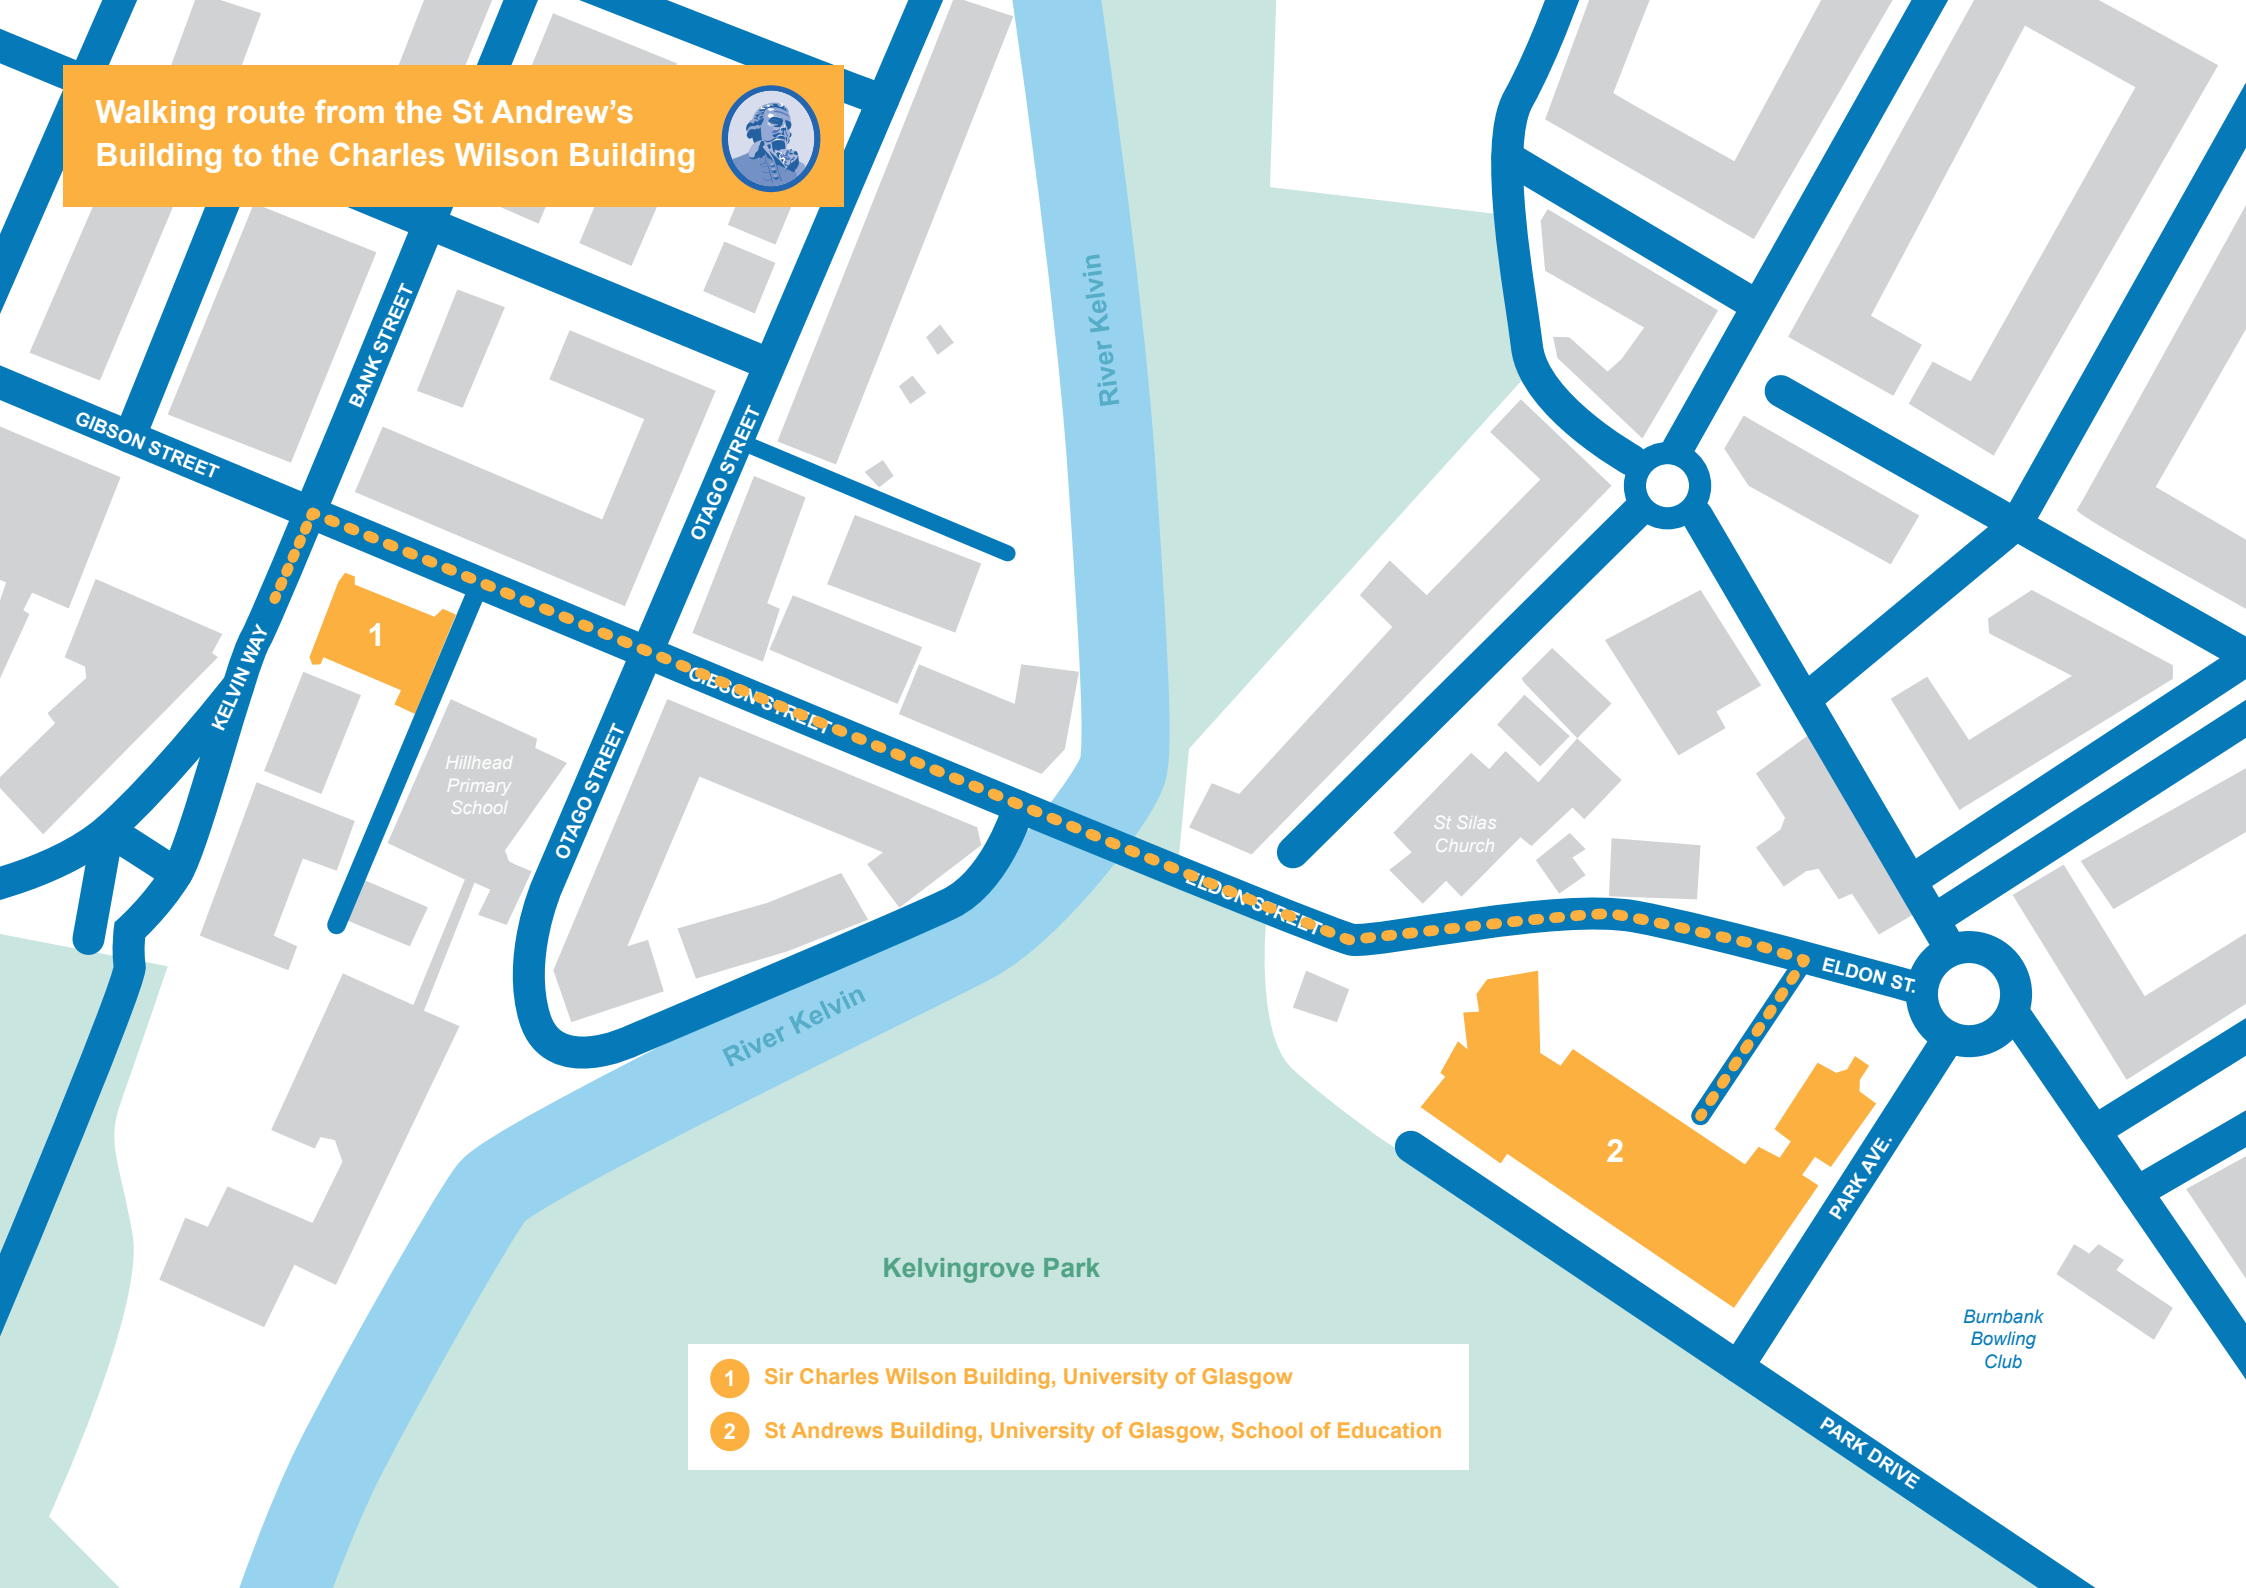 Walking route from the St Andrew’s
Building to the Charles Wilson Building
BANK STREET
GIBSON STREET
OTAGO STREET
River Kelvin
KELVIN WAY
1
GIBSON STREET
OTAGO STREET
Hillhead
Primary
School
St Silas
Church
ELDON STREET
ELDON ST.
River Kelvin
2
PARK AVE.
Kelvingrove Park
Burnbank
Bowling
Club
PARK DRIVE
1 Sir Charles Wilson Building, University of Glasgow
2 St Andrews Building, University of Glasgow, School of Education